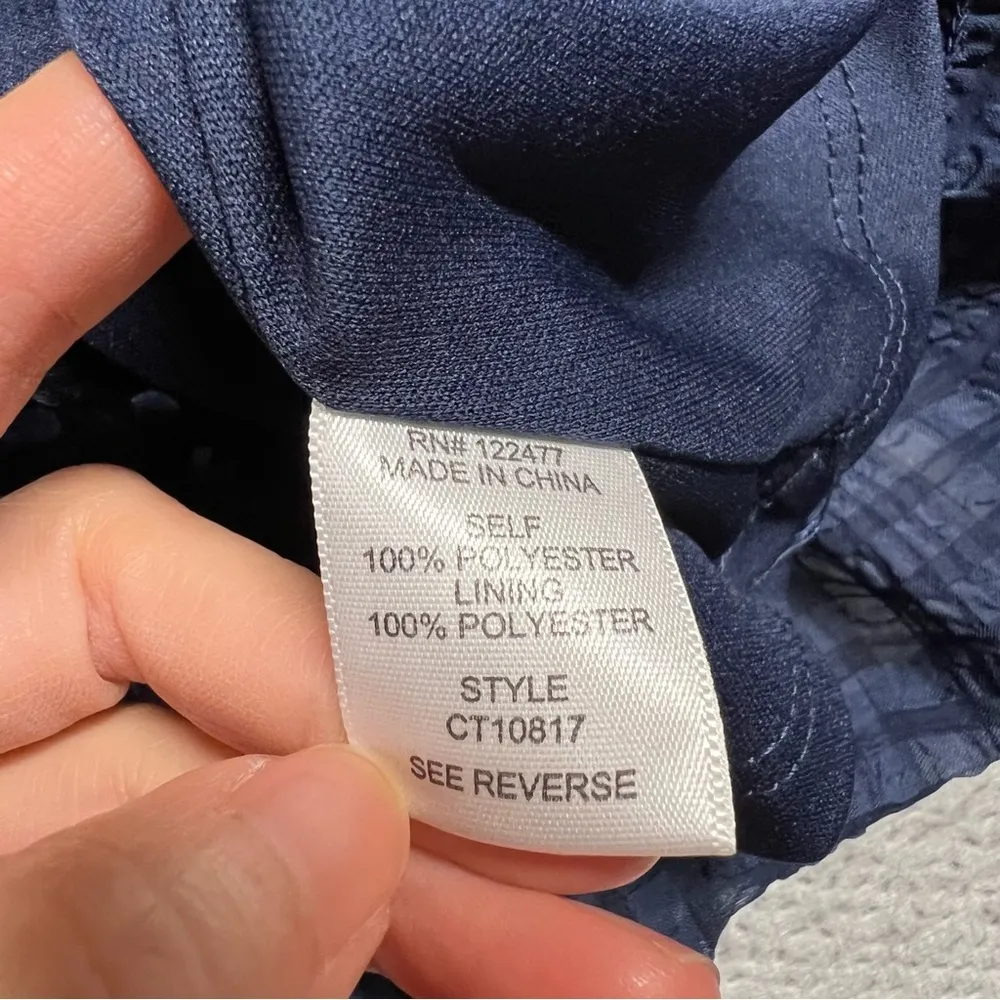 RN# 122477
MADE IN CHINA
SELF
100% POLYESTER
LINING
100% POLYESTER
STYLE
CT10817
SEE REVERSE